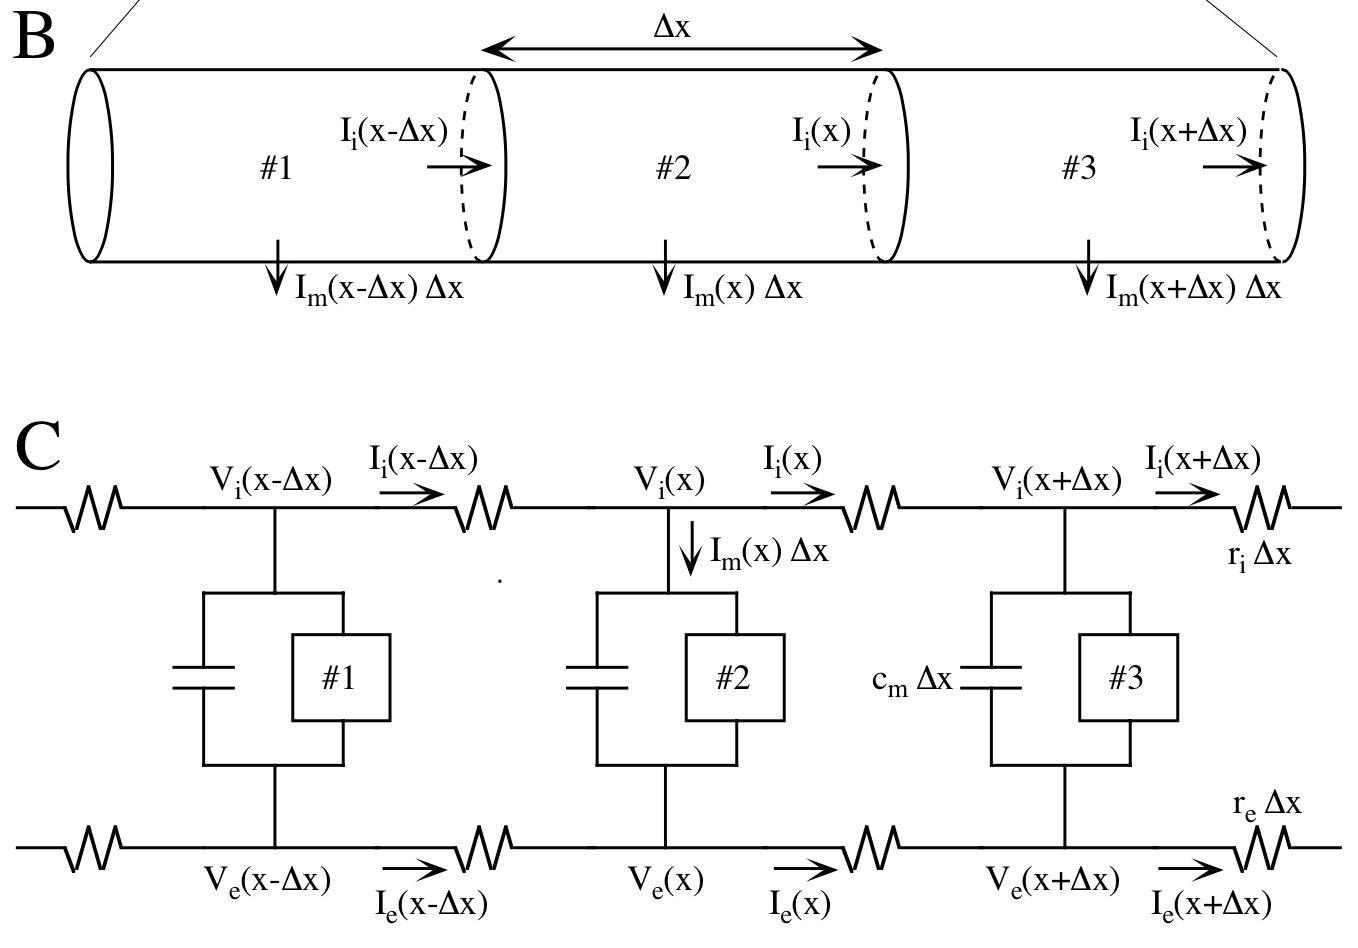 B
Δx
I_i(x-Δx) I_i(x) I_i(x+Δx)
#1 #2 #3
I_m(x-Δx) Δx I_m(x) Δx I_m(x+Δx) Δx
C
V_i(x-Δx) I_i(x-Δx) V_i(x) I_i(x) V_i(x+Δx) I_i(x+Δx)
I_m(x) Δx r_i Δx
#1 #2 c_m Δx #3
r_e Δx
V_e(x-Δx) I_e(x-Δx) V_e(x) I_e(x) V_e(x+Δx) I_e(x+Δx)